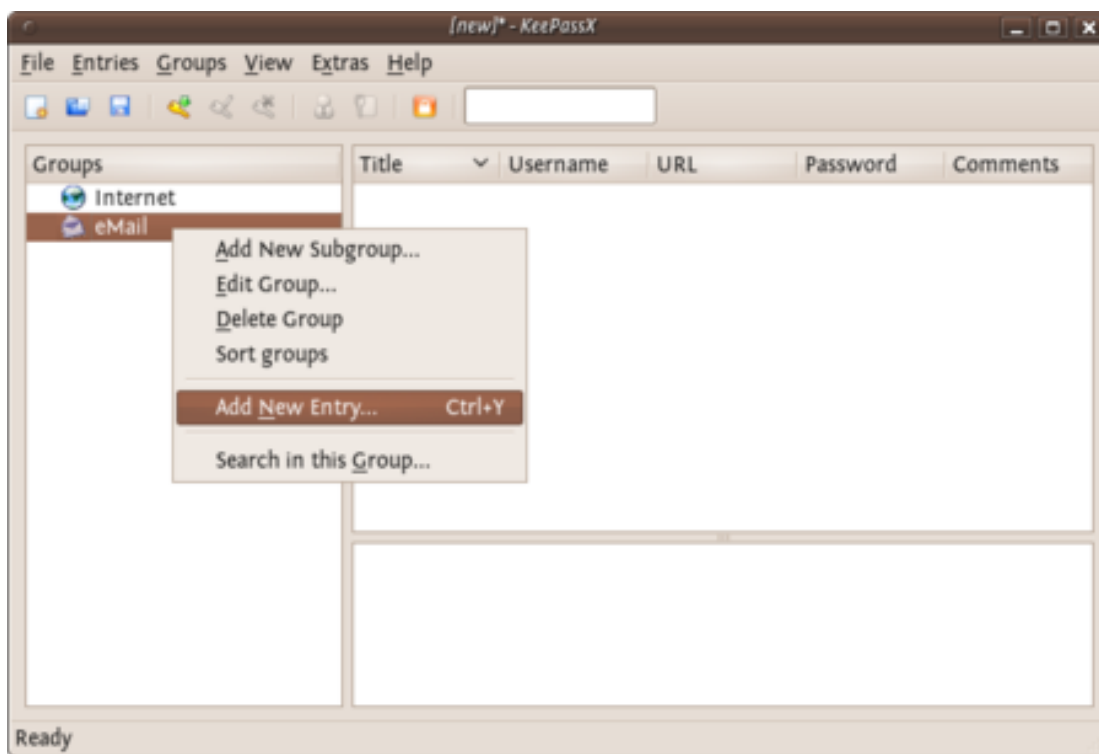 [new]* - KeePassX
File Entries Groups View Extras Help
Groups
Title Username URL Password Comments
Internet
eMail
Add New Subgroup...
Edit Group...
Delete Group
Sort groups
Add New Entry... Ctrl+Y
Search in this Group...
Ready